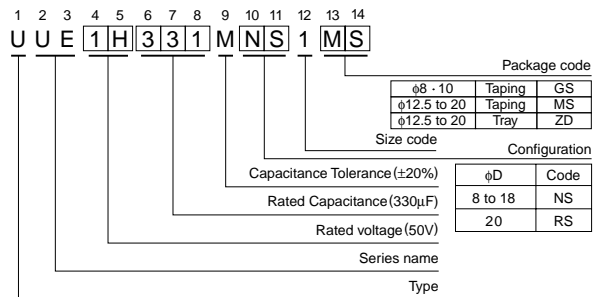 1 2 3 4 5 6 7 8 9 10 11 12 13 14
U U E 1 H 3 3 1 M N S 1 M S
Package code
ϕ8 · 10 Taping GS
ϕ12.5 to 20 Taping MS
ϕ12.5 to 20 Tray ZD
Size code
Configuration
ϕD Code
8 to 18 NS
20 RS
Capacitance Tolerance (±20%)
Rated Capacitance (330μF)
Rated voltage (50V)
Series name
Type